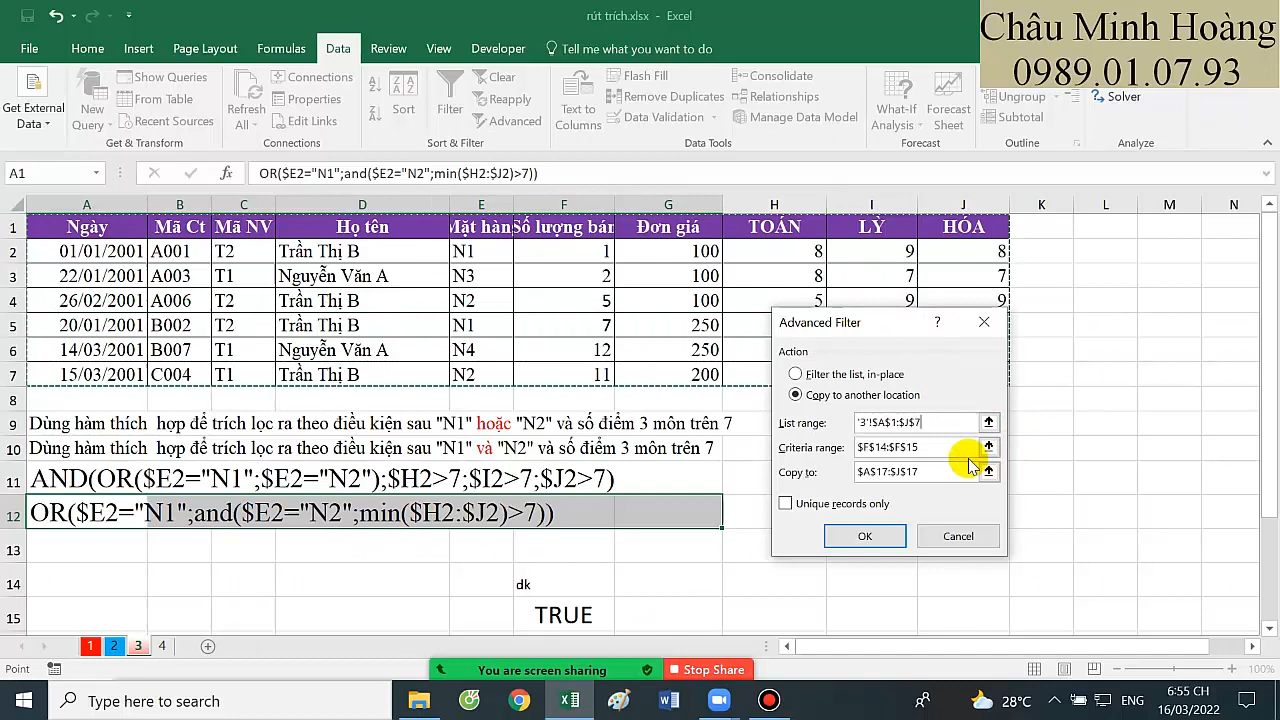 rút trích.xlsx - Excel
Châu Minh Hoàng
0989.01.07.93
File Home Insert Page Layout Formulas Data Review View Developer Tell me what you want to do
Get External Data
New Query
Show Queries
From Table
Recent Sources
Get & Transform
Refresh All
Connections
Properties
Edit Links
Connections
Sort
Filter
Clear
Reapply
Advanced
Sort & Filter
Text to Columns
Flash Fill
Remove Duplicates
Data Validation
Consolidate
Relationships
Manage Data Model
Data Tools
What-If Analysis
Forecast Sheet
Forecast
Ungroup
Subtotal
Outline
Solver
Analyze
A1 fx OR($E2="N1";and($E2="N2";min($H2:$J2)>7))
A B C D E F G H I J K L M N
1 Ngày Mã Ct Mã NV Họ tên Mặt hàn Số lượng bán Đơn giá TOÁN LÝ HÓA
2 01/01/2001 A001 T2 Trần Thị B N1 1 100 8 9 8
3 22/01/2001 A003 T1 Nguyễn Văn A N3 2 100 8 7 7
4 26/02/2001 A006 T2 Trần Thị B N2 5 100 5 9 9
5 20/01/2001 B002 T2 Trần Thị B N1 7 250
6 14/03/2001 B007 T1 Nguyễn Văn A N4 12 250
7 15/03/2001 C004 T1 Trần Thị B N2 11 200
8
9 Dùng hàm thích hợp để trích lọc ra theo điều kiện sau "N1" hoặc "N2" và số điểm 3 môn trên 7
10 Dùng hàm thích hợp để trích lọc ra theo điều kiện sau "N1" và "N2" và số điểm 3 môn trên 7
11 AND(OR($E2="N1";$E2="N2");$H2>7;$I2>7;$J2>7)
12 OR($E2="N1";and($E2="N2";min($H2:$J2)>7))
13
14 dk
15 TRUE
Advanced Filter ?
Action
Filter the list, in-place
Copy to another location
List range: '3'!$A$1:$J$7
Criteria range: $F$14:$F$15
Copy to: $A$17:$J$17
Unique records only
OK Cancel
1 2 3 4
Point
You are screen sharing Stop Share
100%
Type here to search
28°C ENG
6:55 CH
16/03/2022